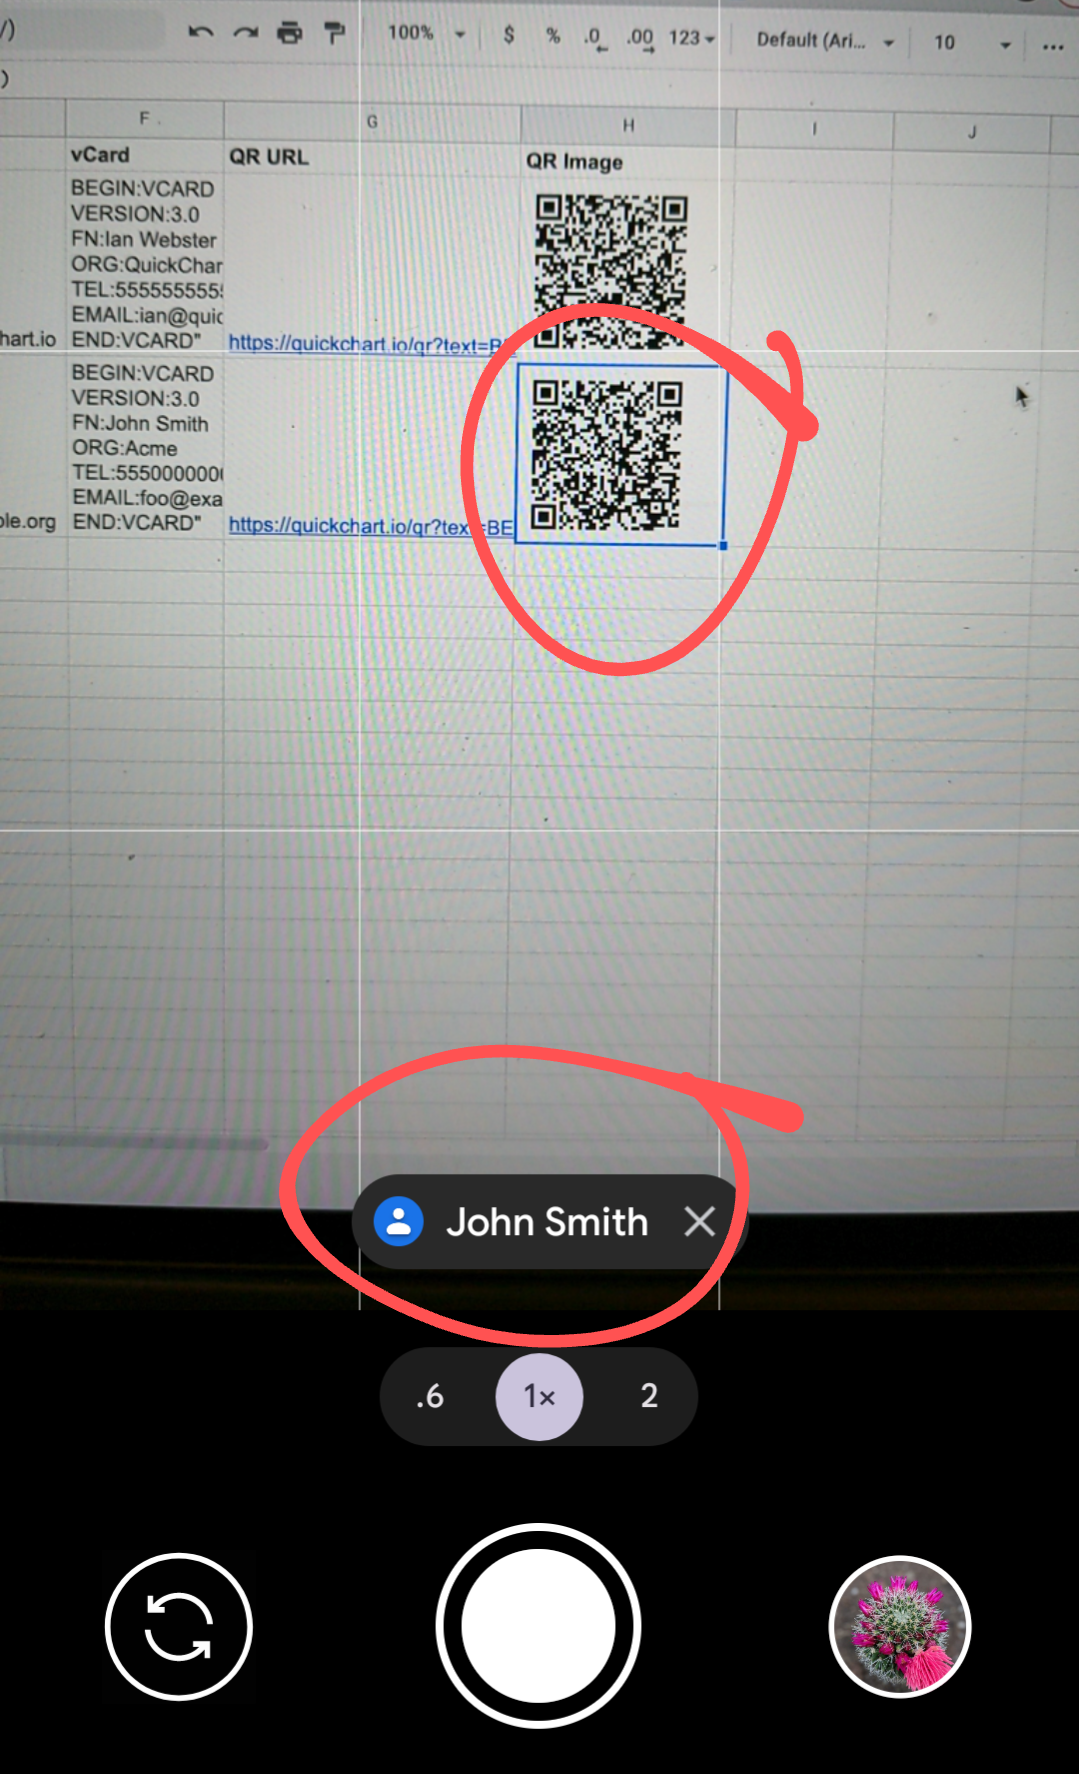 /)
100%
$
%
.0
.00
123
Default (Ari...
10
...
)
F
G
H
I
J
vCard
QR URL
QR Image
BEGIN:VCARD
VERSION:3.0
FN:Ian Webster
ORG:QuickChar
TEL:555555555
EMAIL:ian@quic
hart.io
END:VCARD"
https://quickchart.io/qr?text=B
BEGIN:VCARD
VERSION:3.0
FN:John Smith
ORG:Acme
TEL:555000000
EMAIL:foo@exa
ple.org
END:VCARD"
https://quickchart.io/qr?text=BE
John Smith
.6
1×
2